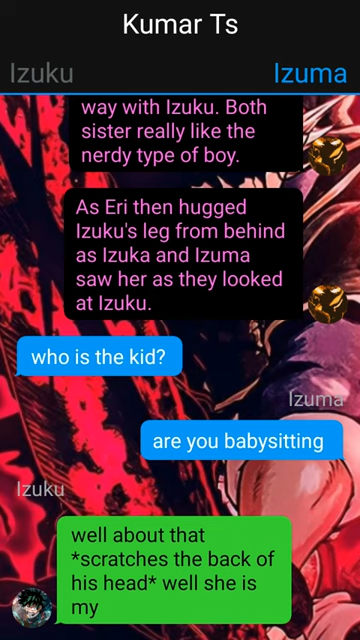 Kumar Ts
Izuku Izuma
way with Izuku. Both
sister really like the
nerdy type of boy.
As Eri then hugged
Izuku's leg from behind
as Izuka and Izuma
saw her as they looked
at Izuku.
who is the kid?
Izuma
are you babysitting
Izuku
well about that
*scratches the back of
his head* well she is
my